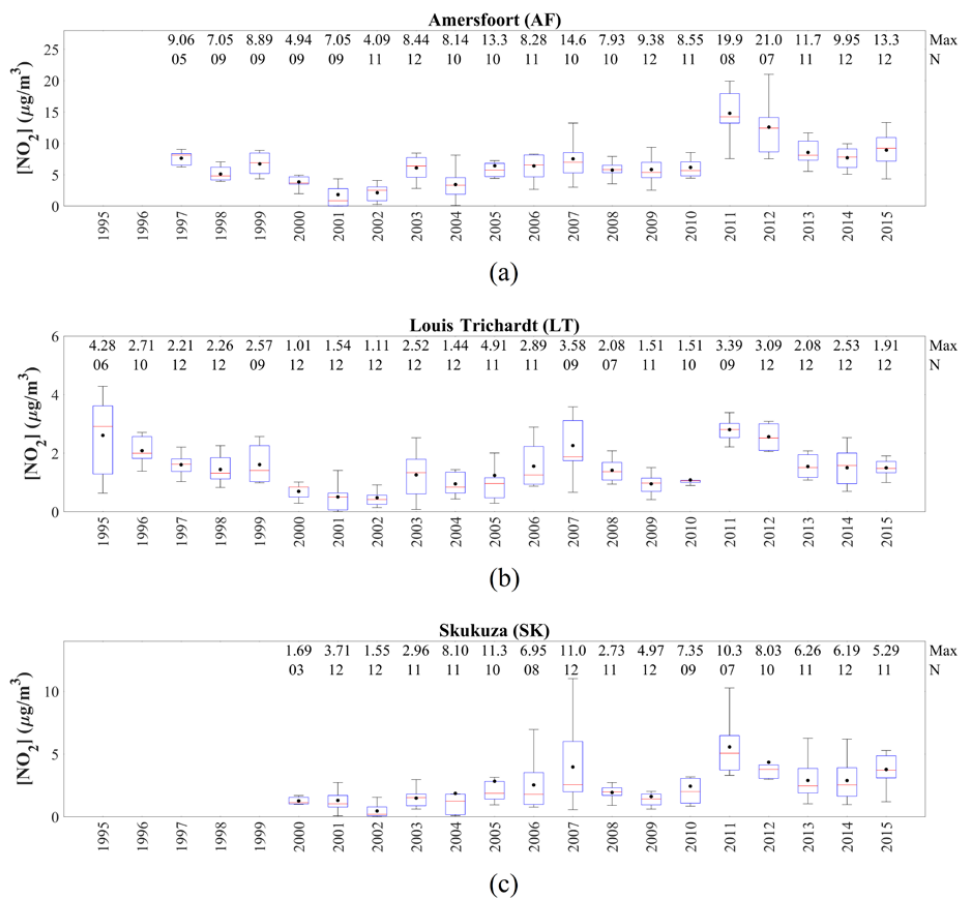 Amersfoort (AF)
9.06 7.05 8.89 4.94 7.05 4.09 8.44 8.14 13.3 8.28 14.6 7.93 9.38 8.55 19.9 21.0 11.7 9.95 13.3 Max
05 09 09 09 09 11 12 10 10 11 10 10 12 11 08 07 11 12 12 N
25
20
15
10
5
0
[NO2] (μg/m3)
1995 1996 1997 1998 1999 2000 2001 2002 2003 2004 2005 2006 2007 2008 2009 2010 2011 2012 2013 2014 2015
(a)
Louis Trichardt (LT)
4.28 2.71 2.21 2.26 2.57 1.01 1.54 1.11 2.52 1.44 4.91 2.89 3.58 2.08 1.51 1.51 3.39 3.09 2.08 2.53 1.91 Max
06 10 12 12 09 12 12 12 12 12 11 11 09 07 11 10 09 12 12 12 12 N
6
4
2
0
[NO2] (μg/m3)
1995 1996 1997 1998 1999 2000 2001 2002 2003 2004 2005 2006 2007 2008 2009 2010 2011 2012 2013 2014 2015
(b)
Skukuza (SK)
1.69 3.71 1.55 2.96 8.10 11.3 6.95 11.0 2.73 4.97 7.35 10.3 8.03 6.26 6.19 5.29 Max
03 12 12 11 11 10 08 12 11 12 09 07 10 11 12 11 N
10
5
0
[NO2] (μg/m3)
1995 1996 1997 1998 1999 2000 2001 2002 2003 2004 2005 2006 2007 2008 2009 2010 2011 2012 2013 2014 2015
(c)